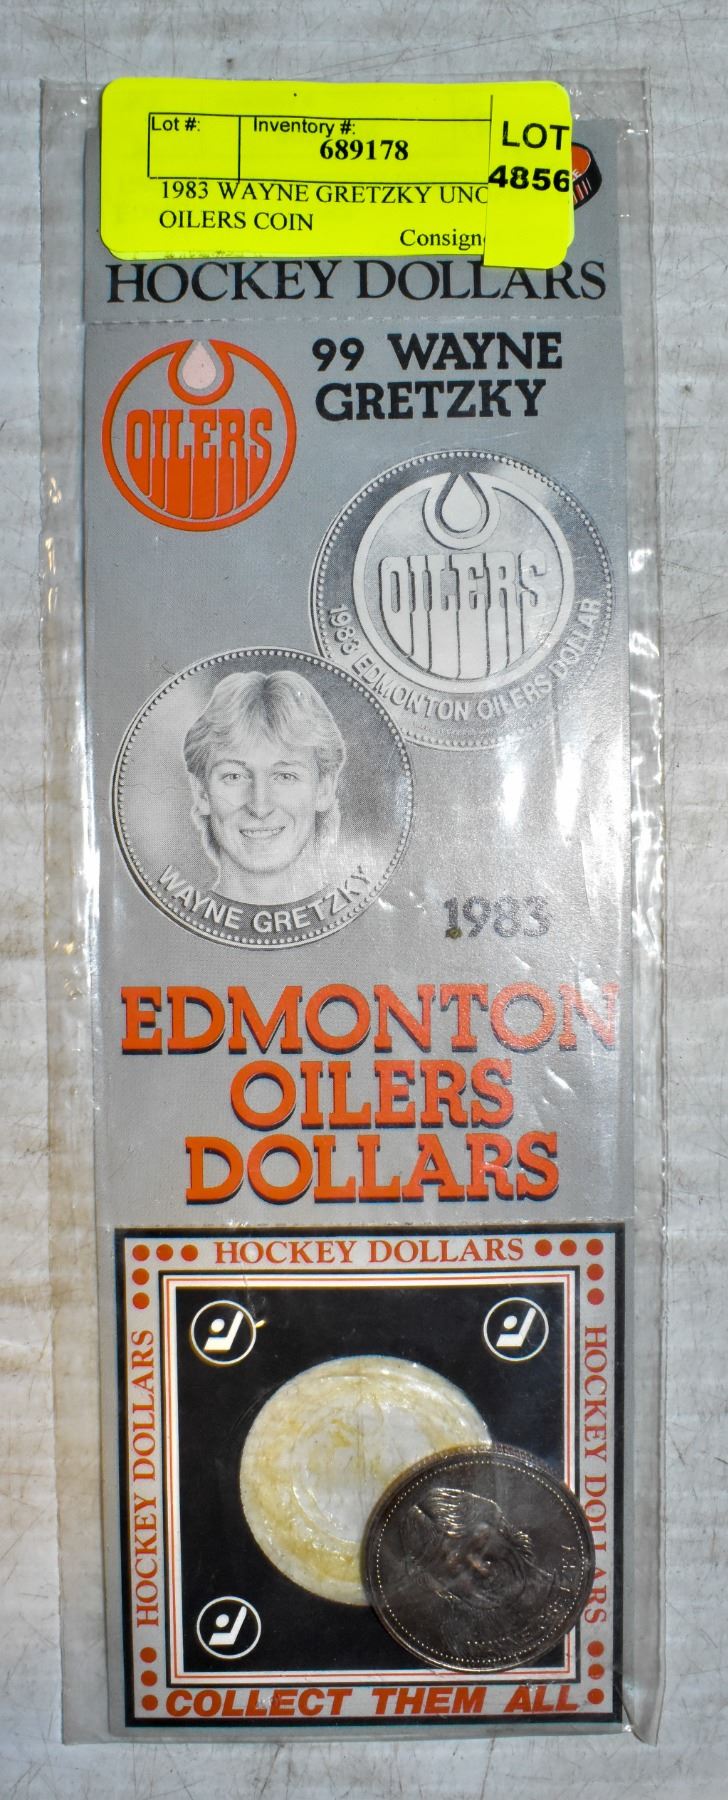 Lot #:
Inventory #:
689178
LOT
4856
1983 WAYNE GRETZKY UNC
OILERS COIN
Consign
HOCKEY DOLLARS
OILERS
99 WAYNE
GRETZKY
OILERS
1983 EDMONTON OILERS DOLLAR
WAYNE GRETZKY
1983
EDMONTON
OILERS
DOLLARS
HOCKEY DOLLARS
HOCKEY DOLLARS
HOCKEY DOLLARS
COLLECT THEM ALL